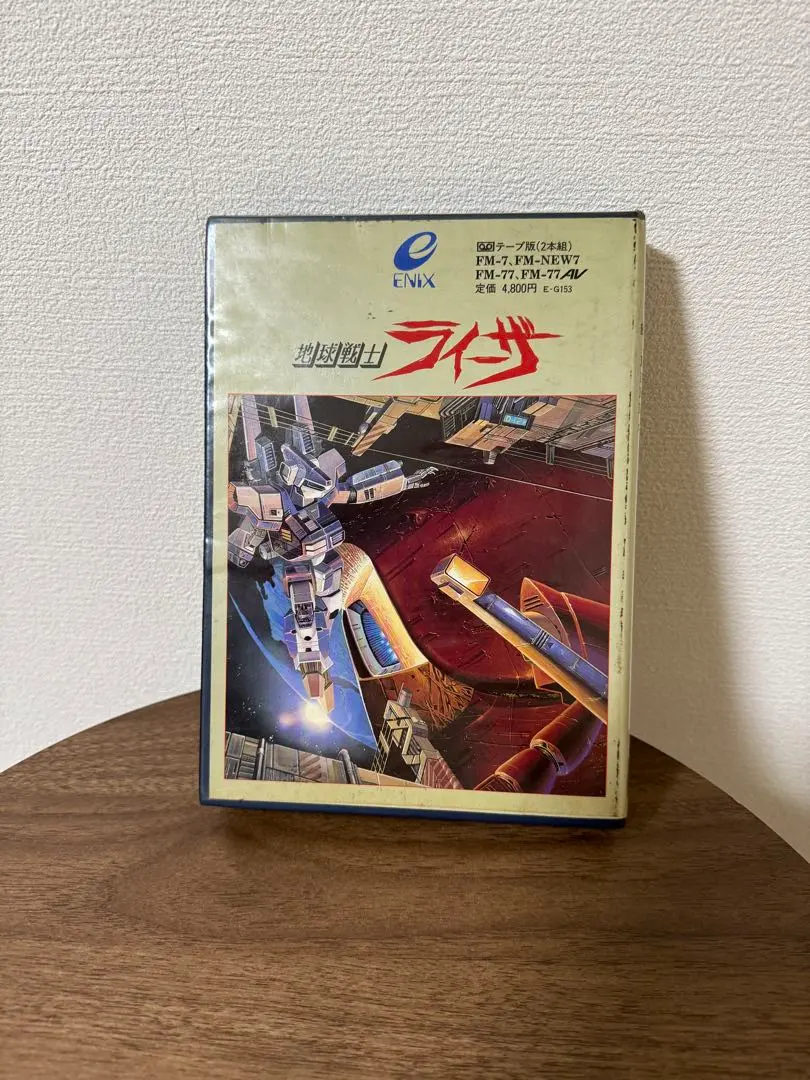 ENIX
テープ版(2本組)
FM-7、FM-NEW7
FM-77、FM-77AV
定価 4,800円 E-G153
地球戦士 ライーザ